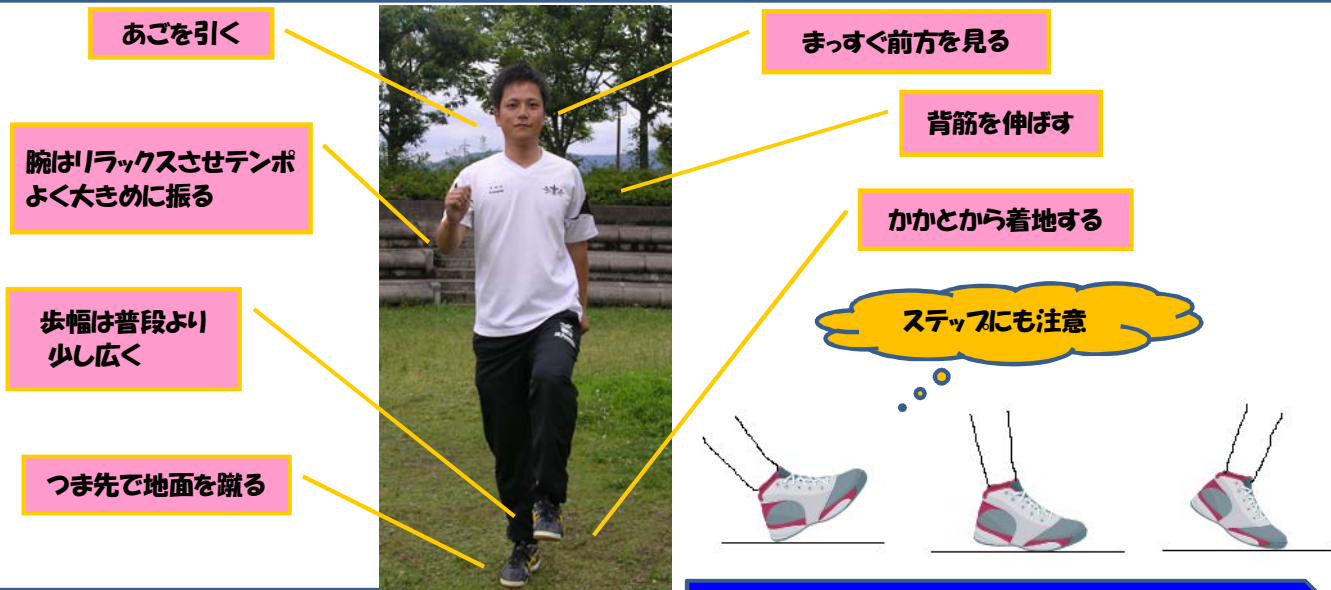 あごを引く
まっすぐ前方を見る
背筋を伸ばす
腕はリラックスさせテンポ
よく大きめに振る
かかとから着地する
歩幅は普段より
少し広く
ステップにも注意
つま先で地面を蹴る